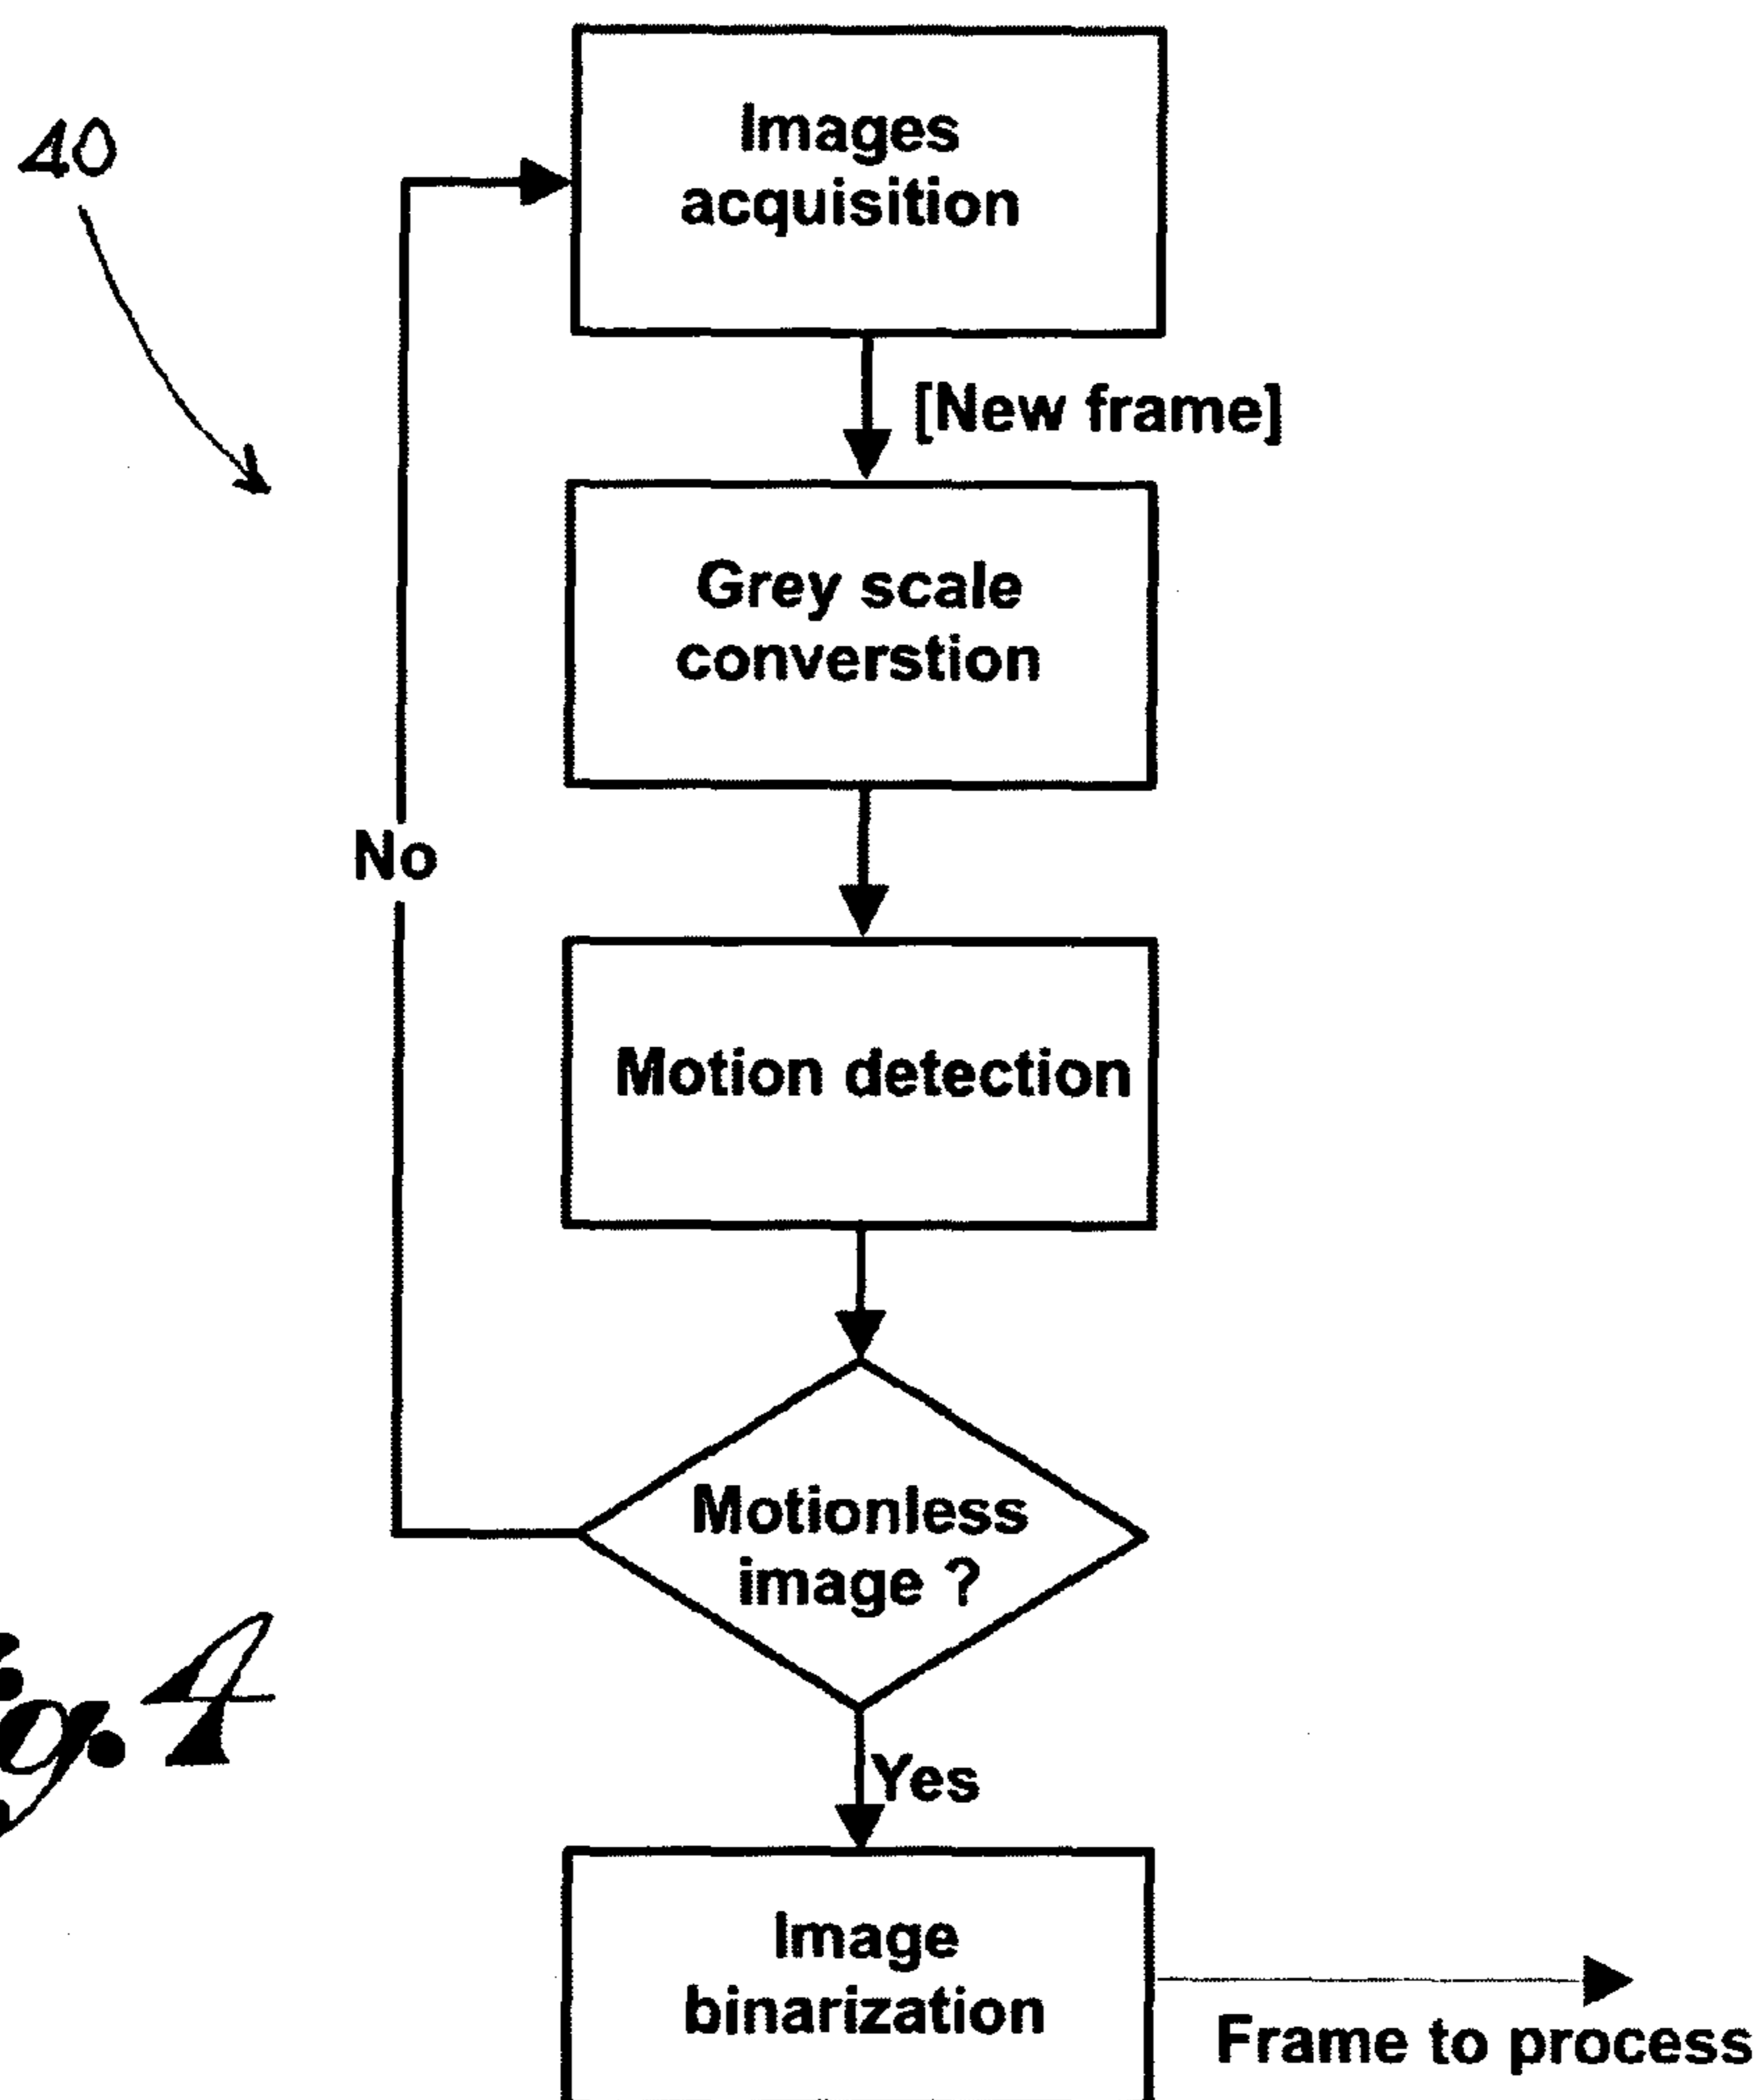 40
Images
acquisition
[New frame]
Grey scale
converstion
No
Motion detection
Motionless
image ?
Yes
Image
binarization
Frame to process